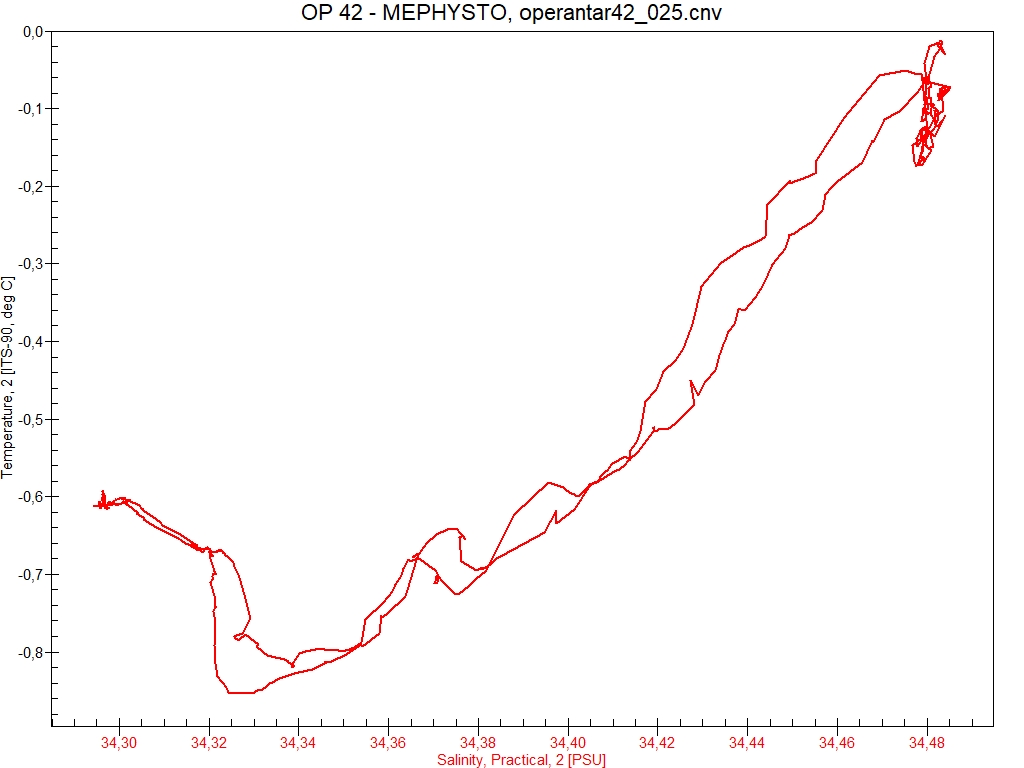 OP 42 - MEPHYSTO, operantar42_025.cnv
0,0
-0,1
-0,2
-0,3
-0,4
-0,5
-0,6
-0,7
-0,8
Temperature, 2 [ITS-90, deg C]
34,30 34,32 34,34 34,36 34,38 34,40 34,42 34,44 34,46 34,48
Salinity, Practical, 2 [PSU]